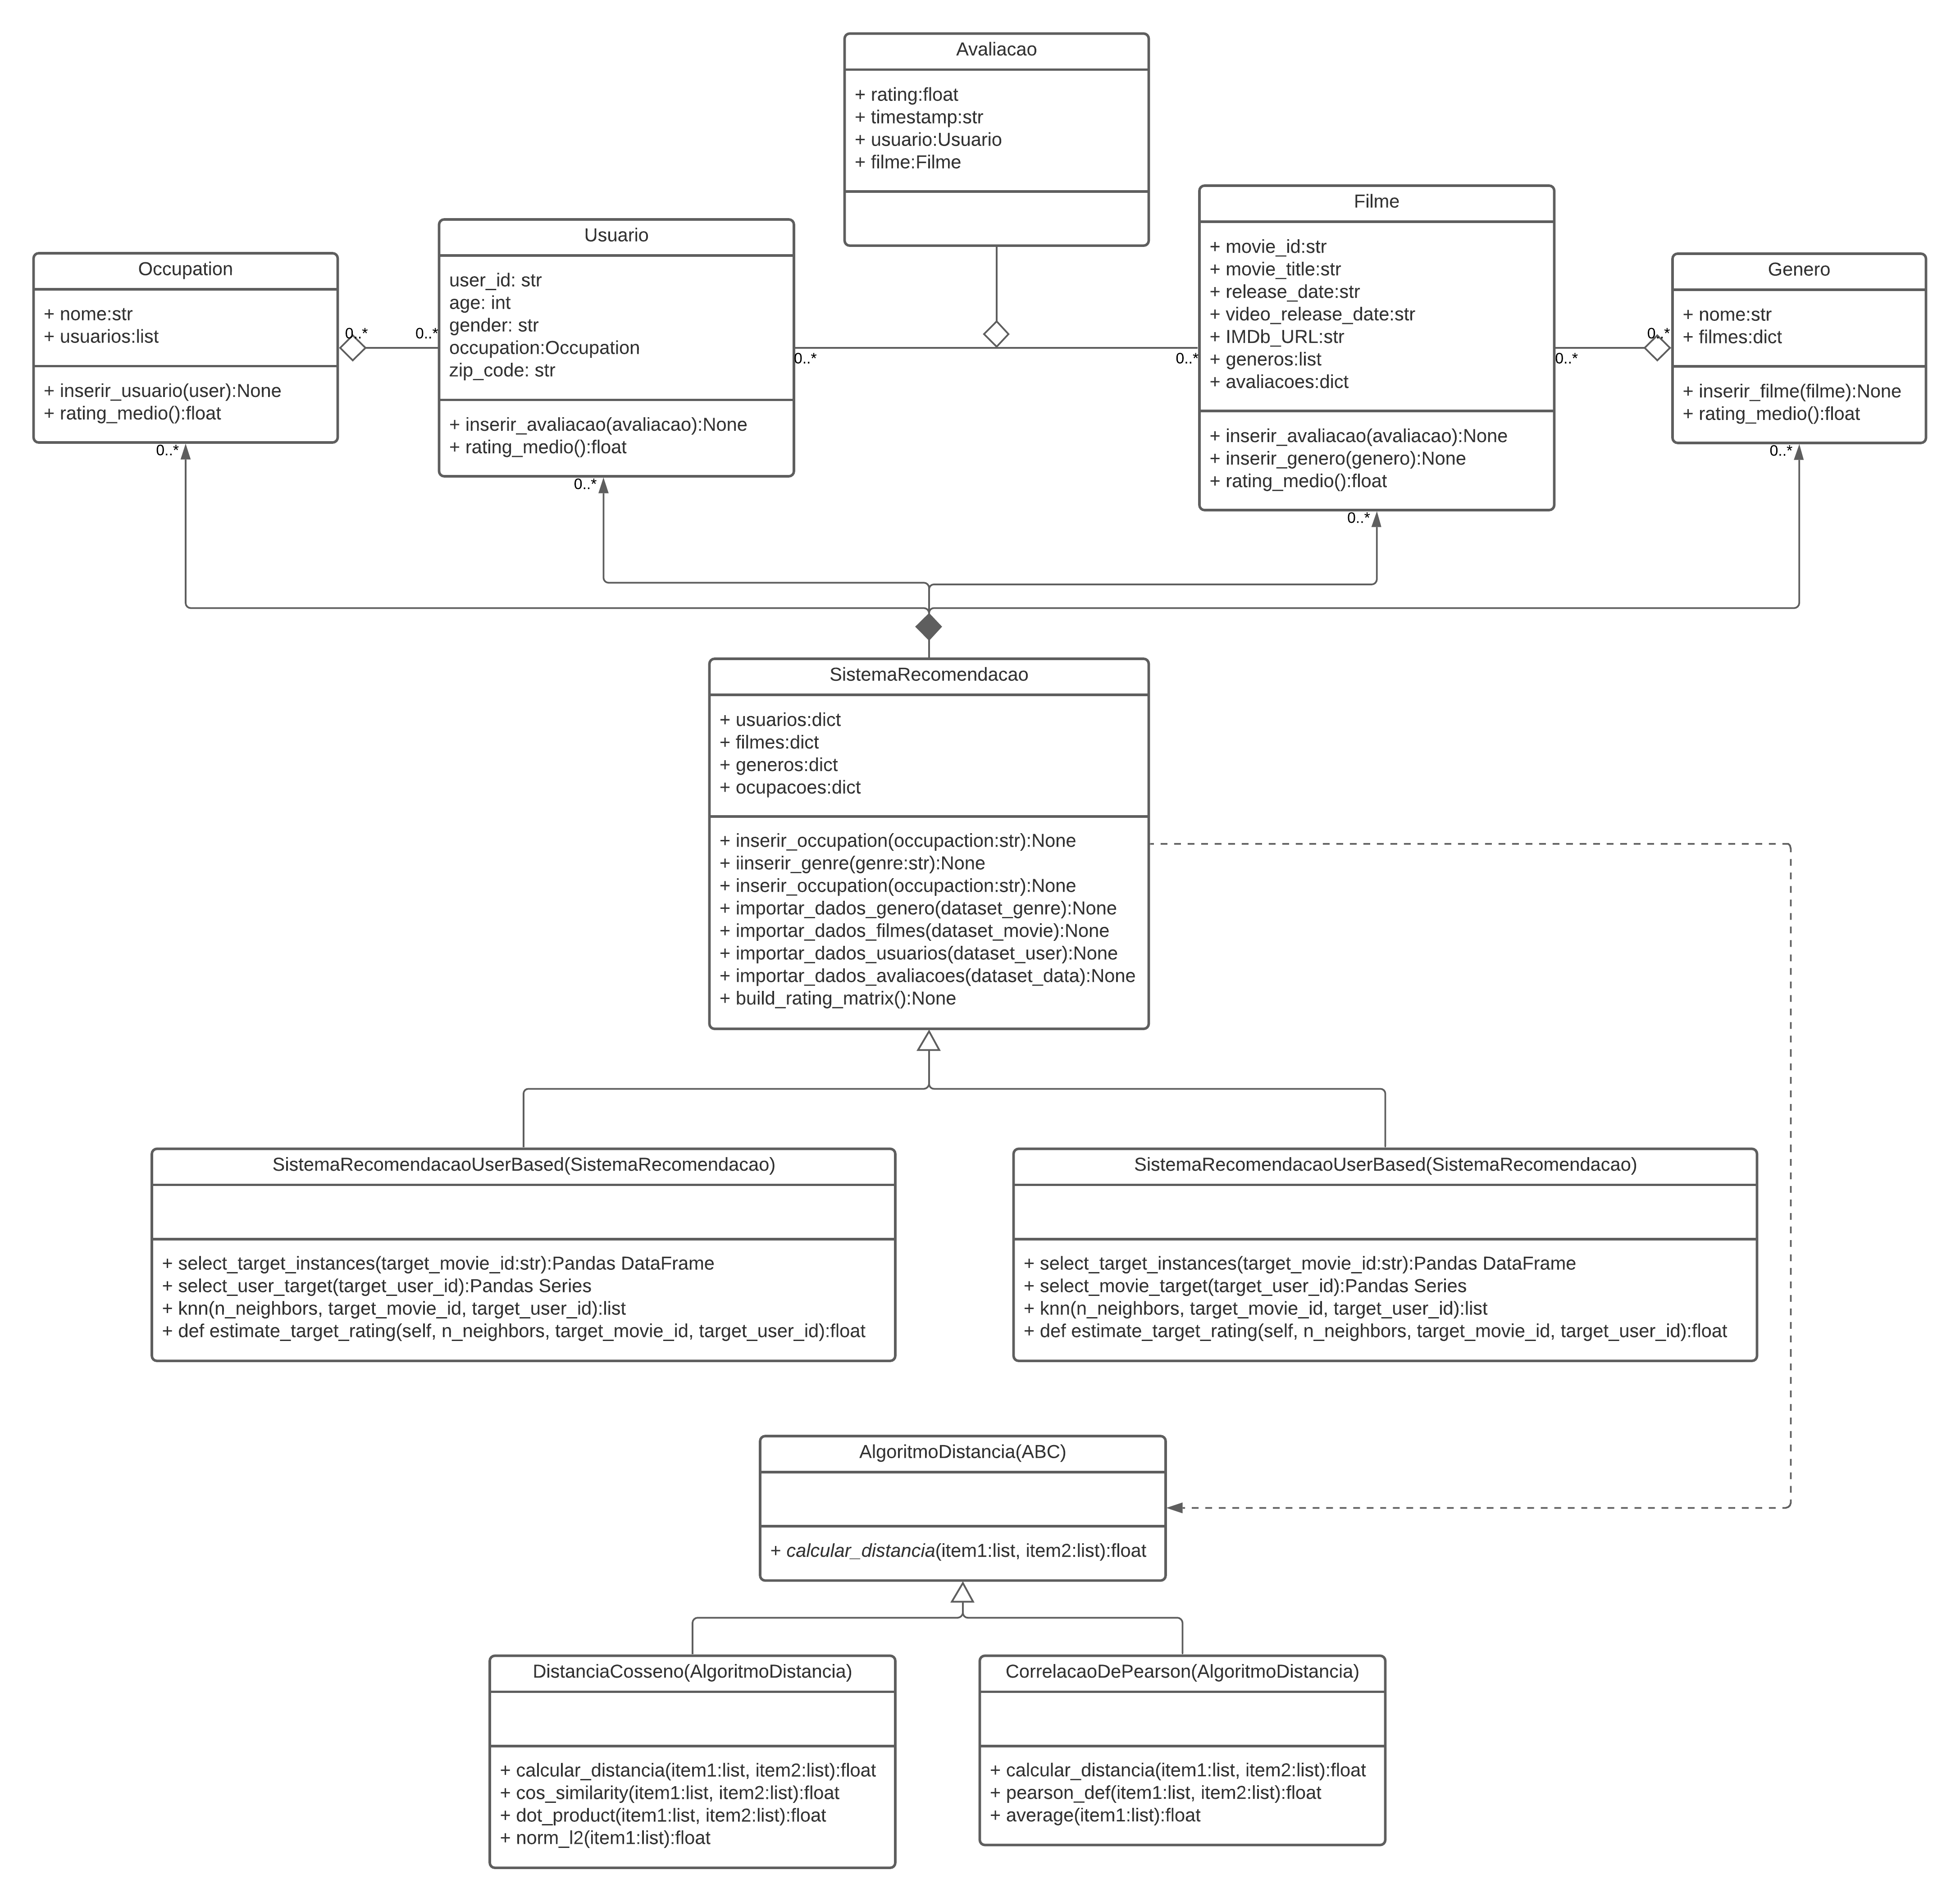 Avaliacao
+ rating:float
+ timestamp:str
+ usuario:Usuario
+ filme:Filme
Filme
+ movie_id:str
+ movie_title:str
+ release_date:str
+ video_release_date:str
+ IMDb_URL:str
+ generos:list
+ avaliacoes:dict
+ inserir_avaliacao(avaliacao):None
+ inserir_genero(genero):None
+ rating_medio():float
Usuario
user_id: str
age: int
gender: str
occupation:Occupation
zip_code: str
+ inserir_avaliacao(avaliacao):None
+ rating_medio():float
Occupation
+ nome:str
+ usuarios:list
+ inserir_usuario(user):None
+ rating_medio():float
Genero
+ nome:str
+ filmes:dict
+ inserir_filme(filme):None
+ rating_medio():float
0..*
0..*
0..*
0..*
0..*
0..*
0..*
0..*
0..*
0..*
SistemaRecomendacao
+ usuarios:dict
+ filmes:dict
+ generos:dict
+ ocupacoes:dict
+ inserir_occupation(occupaction:str):None
+ iinserir_genre(genre:str):None
+ inserir_occupation(occupaction:str):None
+ importar_dados_genero(dataset_genre):None
+ importar_dados_filmes(dataset_movie):None
+ importar_dados_usuarios(dataset_user):None
+ importar_dados_avaliacoes(dataset_data):None
+ build_rating_matrix():None
SistemaRecomendacaoUserBased(SistemaRecomendacao)
+ select_target_instances(target_movie_id:str):Pandas DataFrame
+ select_user_target(target_user_id):Pandas Series
+ knn(n_neighbors, target_movie_id, target_user_id):list
+ def estimate_target_rating(self, n_neighbors, target_movie_id, target_user_id):float
SistemaRecomendacaoUserBased(SistemaRecomendacao)
+ select_target_instances(target_movie_id:str):Pandas DataFrame
+ select_movie_target(target_user_id):Pandas Series
+ knn(n_neighbors, target_movie_id, target_user_id):list
+ def estimate_target_rating(self, n_neighbors, target_movie_id, target_user_id):float
AlgoritmoDistancia(ABC)
+ calcular_distancia(item1:list, item2:list):float
DistanciaCosseno(AlgoritmoDistancia)
+ calcular_distancia(item1:list, item2:list):float
+ cos_similarity(item1:list, item2:list):float
+ dot_product(item1:list, item2:list):float
+ norm_l2(item1:list):float
CorrelacaoDePearson(AlgoritmoDistancia)
+ calcular_distancia(item1:list, item2:list):float
+ pearson_def(item1:list, item2:list):float
+ average(item1:list):float